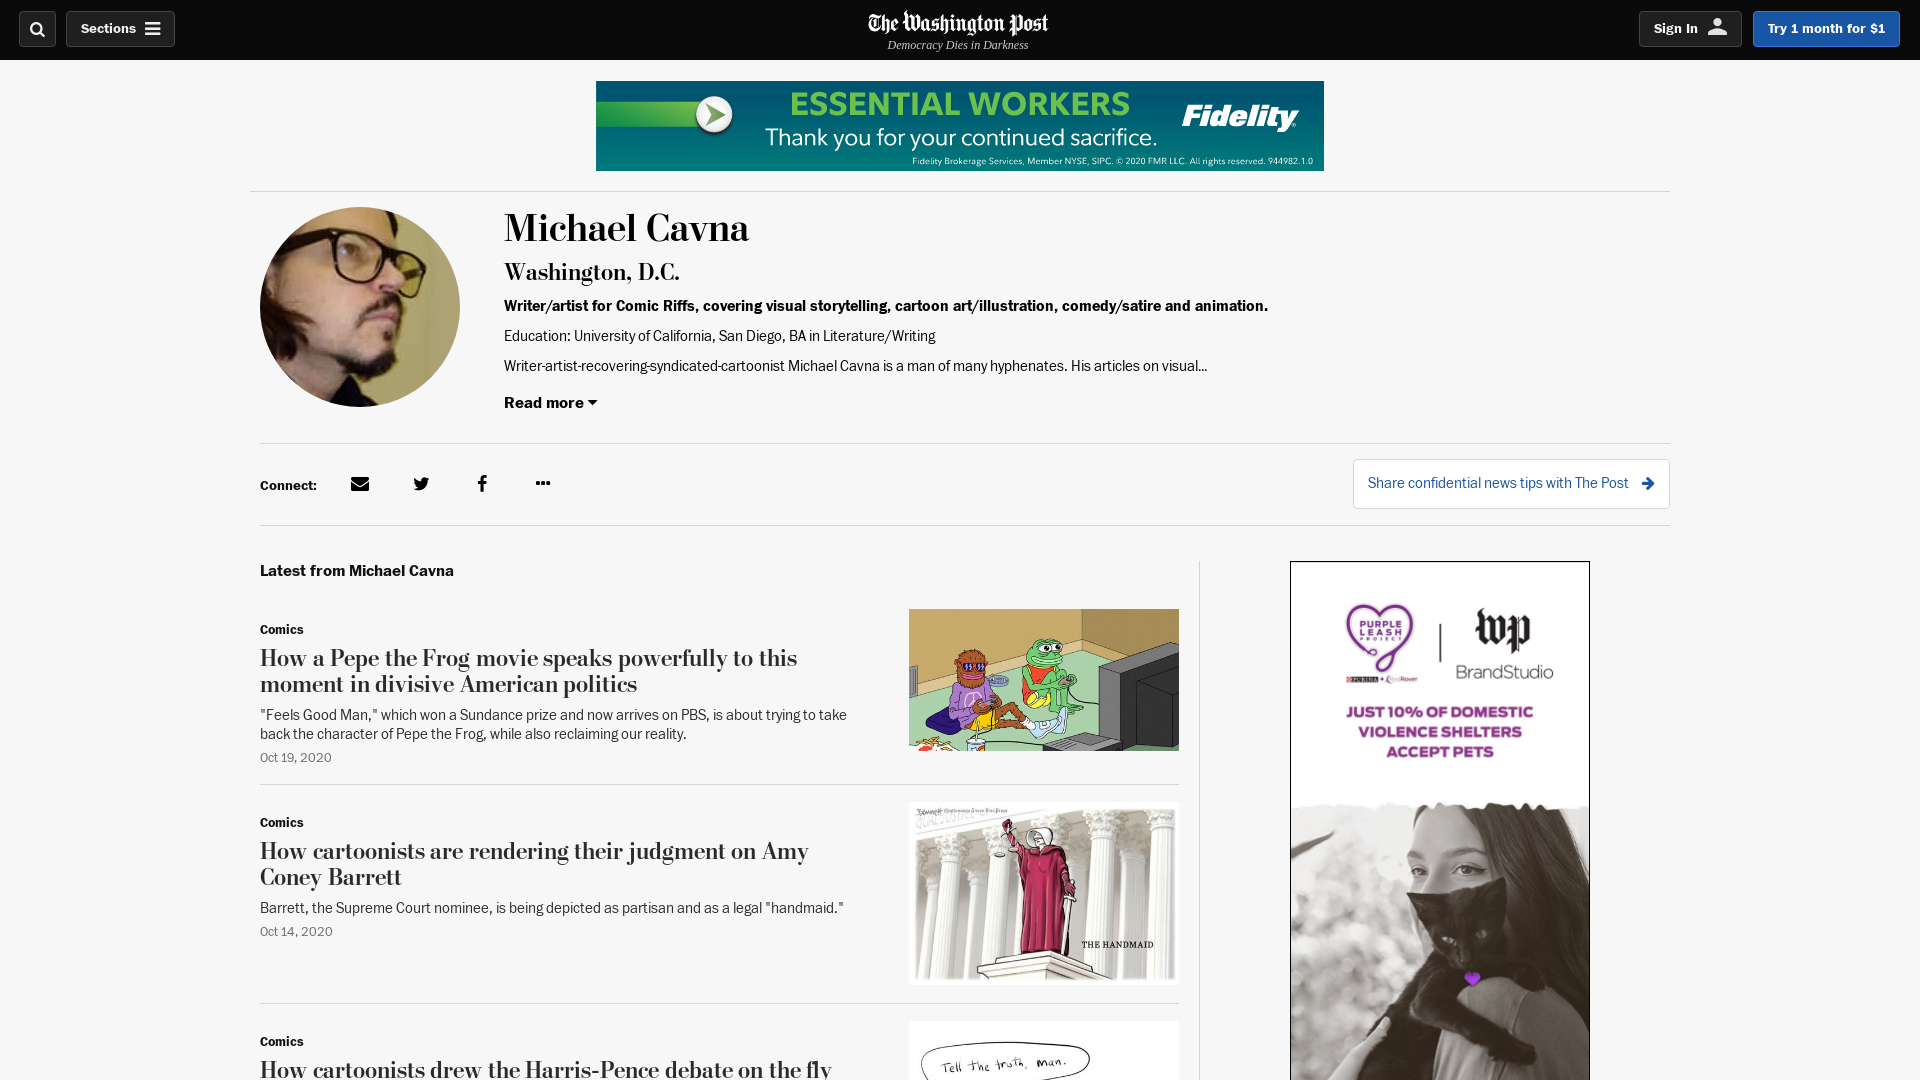 Sections
The Washington Post
Democracy Dies in Darkness
Sign In
Try 1 month for $1
ESSENTIAL WORKERS
Thank you for your continued sacrifice.
Fidelity
Fidelity Brokerage Services, Member NYSE, SIPC. © 2020 FMR LLC. All rights reserved. 944982.1.0
Michael Cavna
Washington, D.C.
Writer/artist for Comic Riffs, covering visual storytelling, cartoon art/illustration, comedy/satire and animation.
Education: University of California, San Diego, BA in Literature/Writing
Writer-artist-recovering-syndicated-cartoonist Michael Cavna is a man of many hyphenates. His articles on visual...
Read more
Connect:
Share confidential news tips with The Post
Latest from Michael Cavna
Comics
How a Pepe the Frog movie speaks powerfully to this
moment in divisive American politics
"Feels Good Man," which won a Sundance prize and now arrives on PBS, is about trying to take
back the character of Pepe the Frog, while also reclaiming our reality.
Oct 19, 2020
Comics
How cartoonists are rendering their judgment on Amy
Coney Barrett
Barrett, the Supreme Court nominee, is being depicted as partisan and as a legal "handmaid."
Oct 14, 2020
THE HANDMAID
Comics
How cartoonists drew the Harris-Pence debate on the fly
Tell the truth, man.
PURPLE
LEASH
PROJECT
PURINA
wp
BrandStudio
JUST 10% OF DOMESTIC
VIOLENCE SHELTERS
ACCEPT PETS